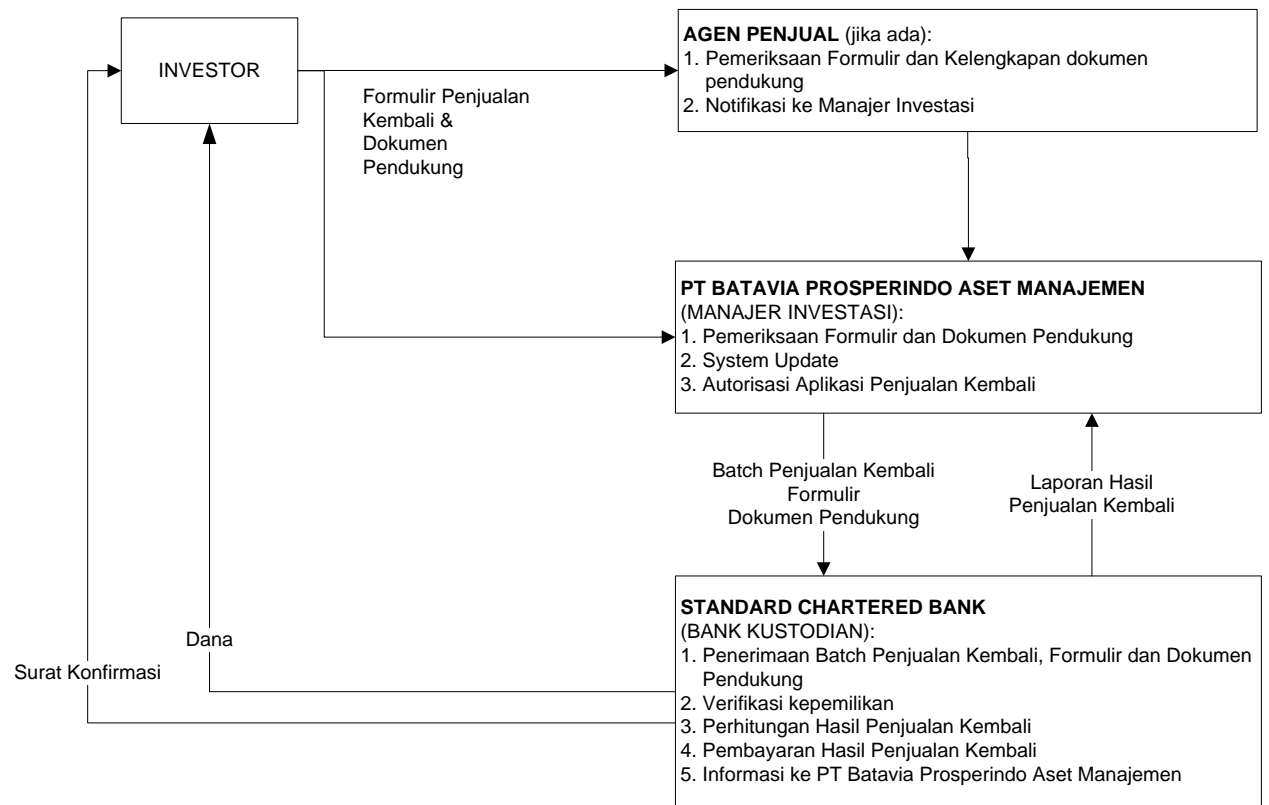 INVESTOR
AGEN PENJUAL (jika ada):
1. Pemeriksaan Formulir dan Kelengkapan dokumen
pendukung
2. Notifikasi ke Manajer Investasi
Formulir Penjualan
Kembali &
Dokumen
Pendukung
PT BATAVIA PROSPERINDO ASET MANAJEMEN
(MANAJER INVESTASI):
1. Pemeriksaan Formulir dan Dokumen Pendukung
2. System Update
3. Autorisasi Aplikasi Penjualan Kembali
Batch Penjualan Kembali
Formulir
Dokumen Pendukung
Laporan Hasil
Penjualan Kembali
STANDARD CHARTERED BANK
(BANK KUSTODIAN):
1. Penerimaan Batch Penjualan Kembali, Formulir dan Dokumen
Pendukung
2. Verifikasi kepemilikan
3. Perhitungan Hasil Penjualan Kembali
4. Pembayaran Hasil Penjualan Kembali
5. Informasi ke PT Batavia Prosperindo Aset Manajemen
Dana
Surat Konfirmasi